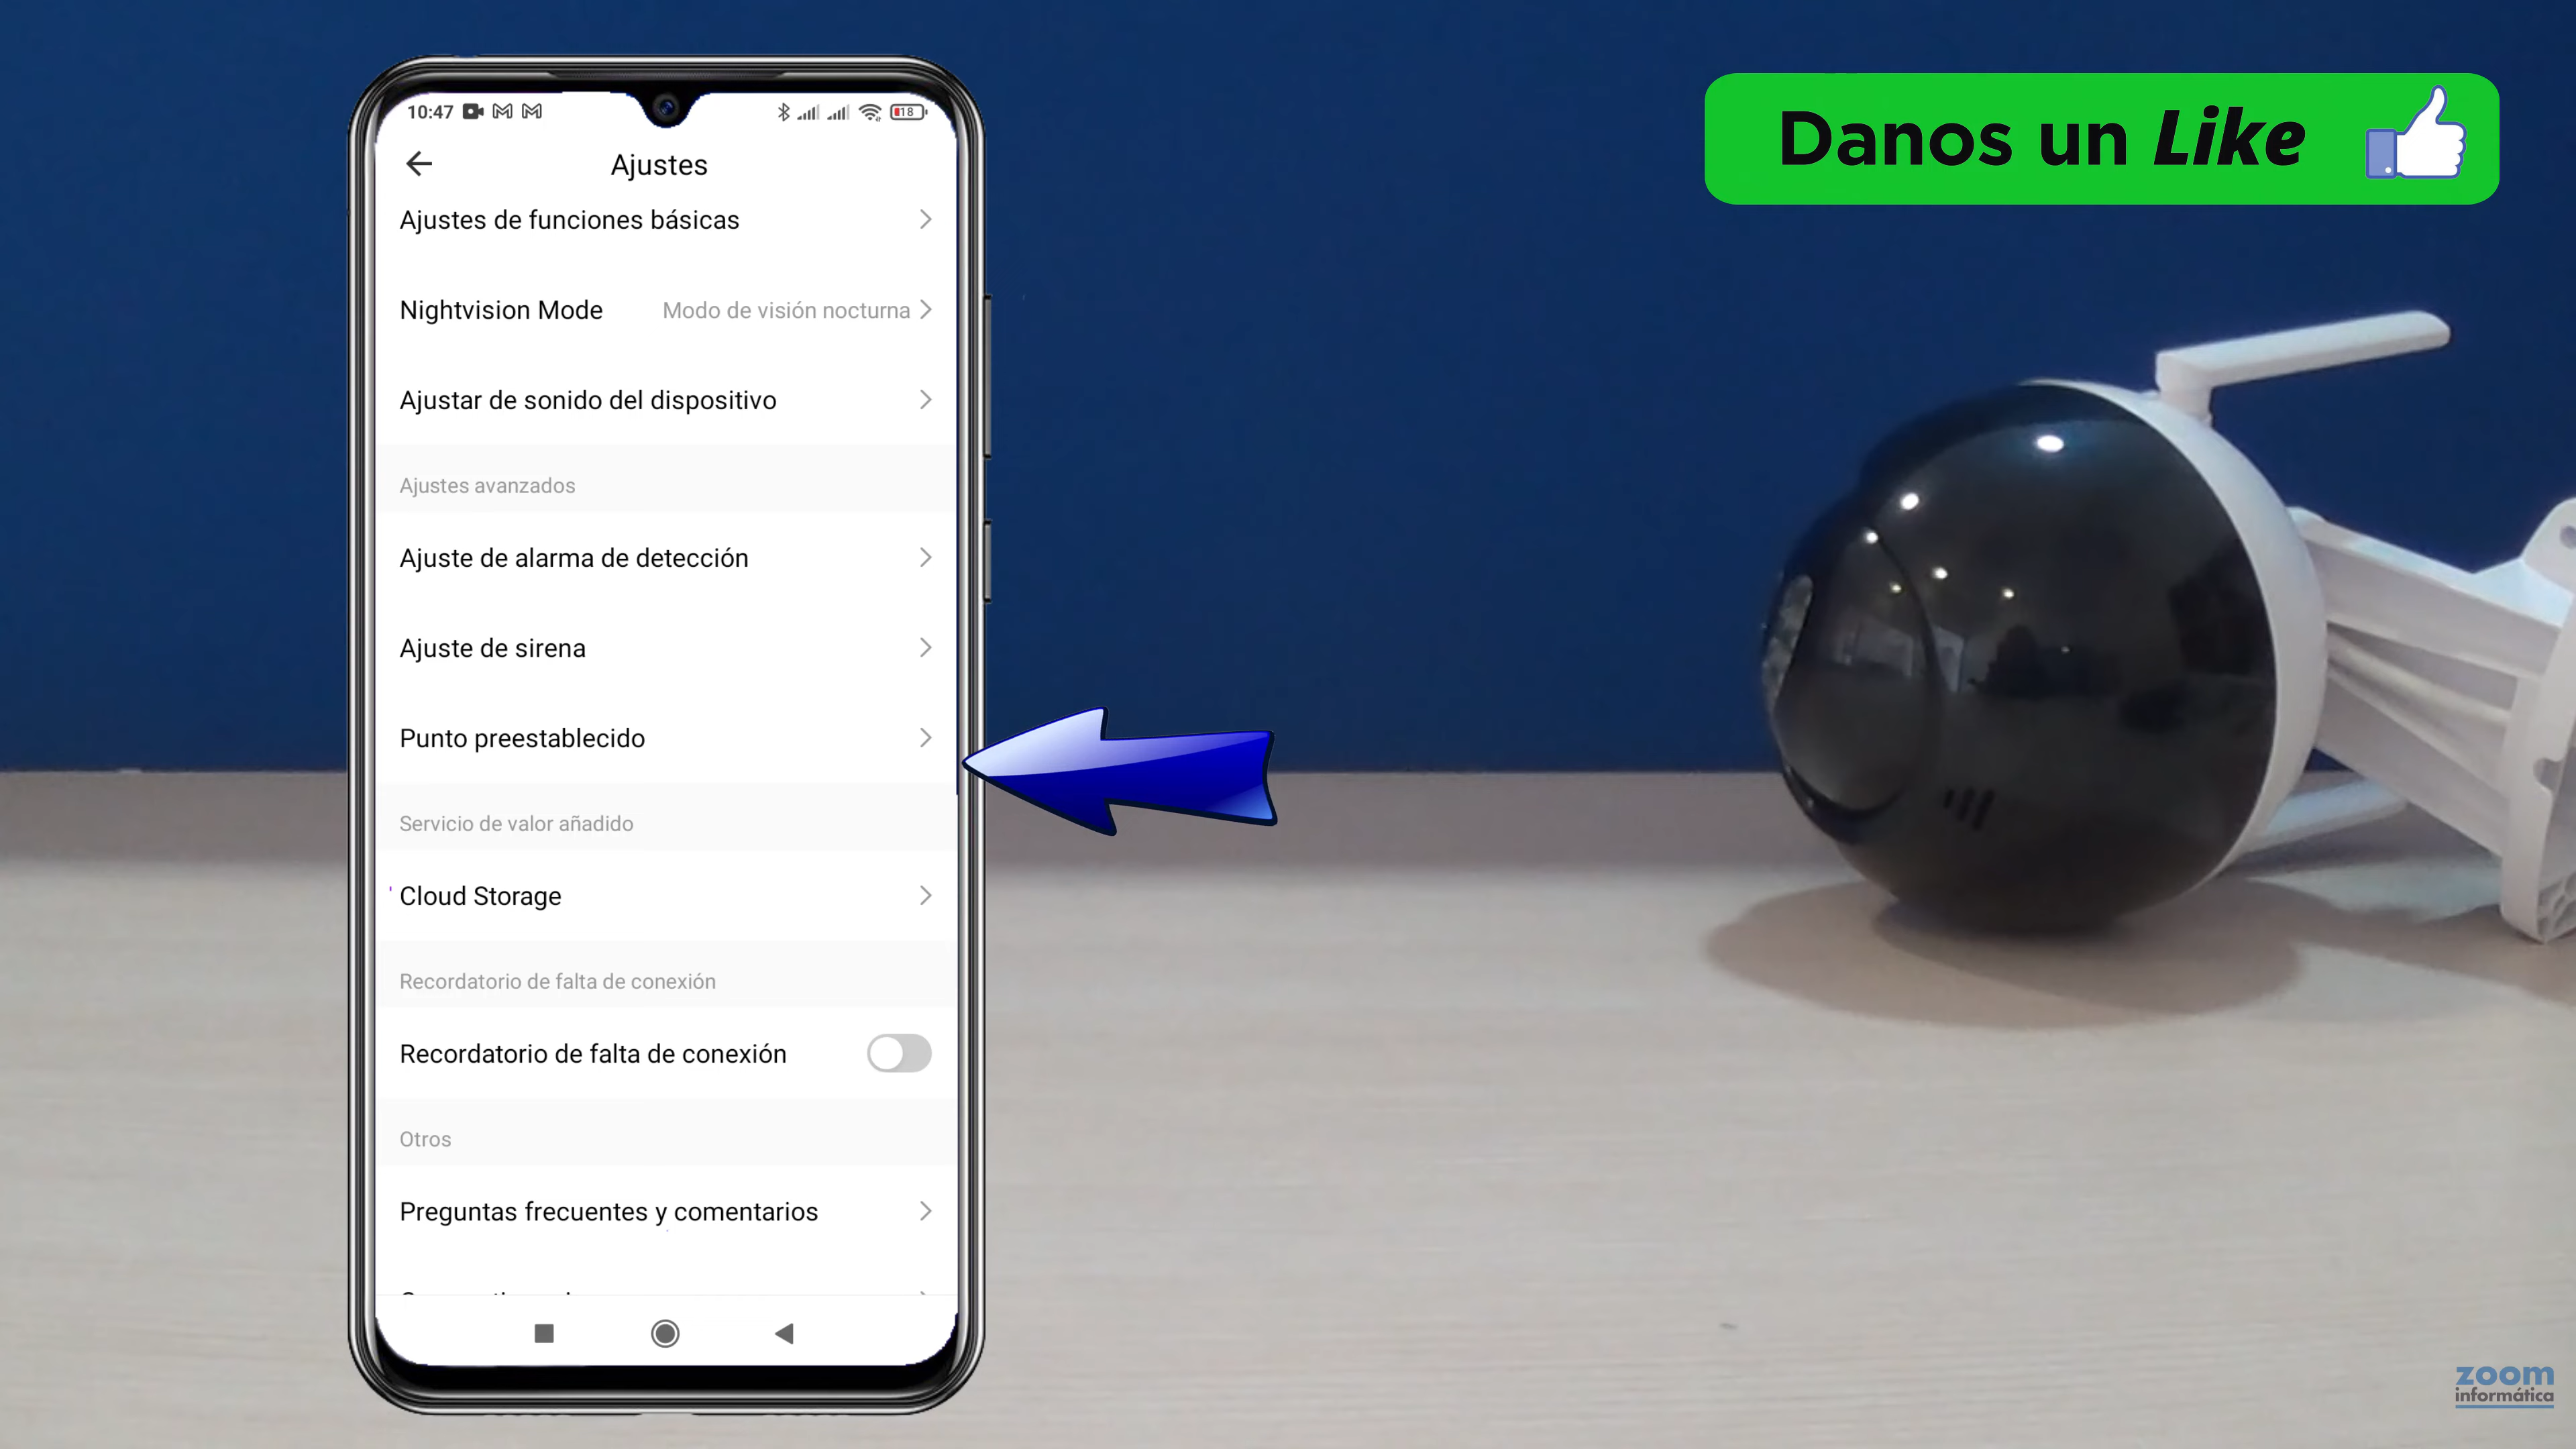 10:47
18
Ajustes
Ajustes de funciones básicas
Nightvision Mode
Modo de visión nocturna
Ajustar de sonido del dispositivo
Ajustes avanzados
Ajuste de alarma de detección
Ajuste de sirena
Punto preestablecido
Servicio de valor añadido
Cloud Storage
Recordatorio de falta de conexión
Recordatorio de falta de conexión
Otros
Preguntas frecuentes y comentarios
Danos un Like
zoom
informática